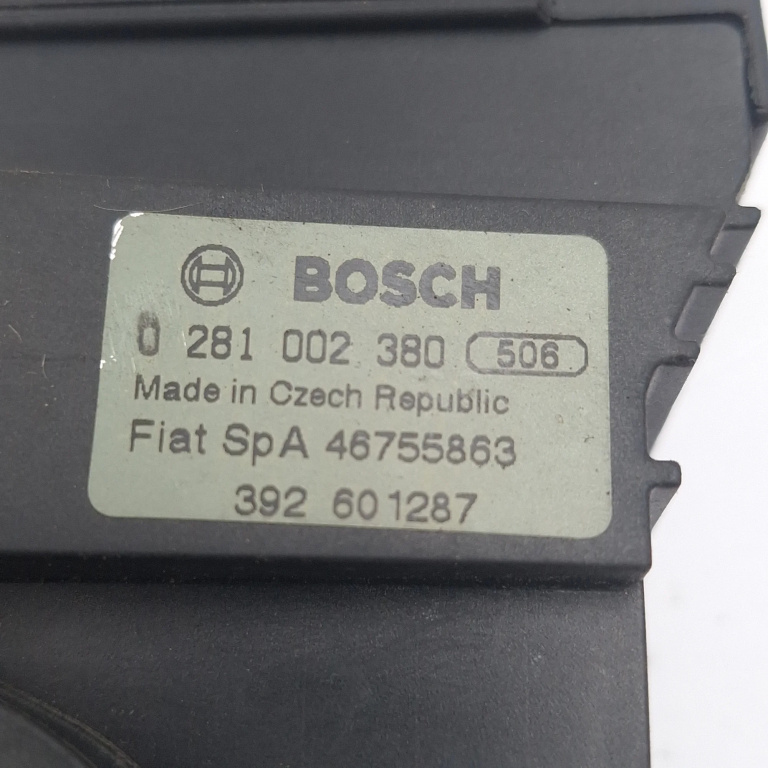 BOSCH
0 281 002 380 506
Made in Czech Republic
Fiat SpA 46755863
392 601287